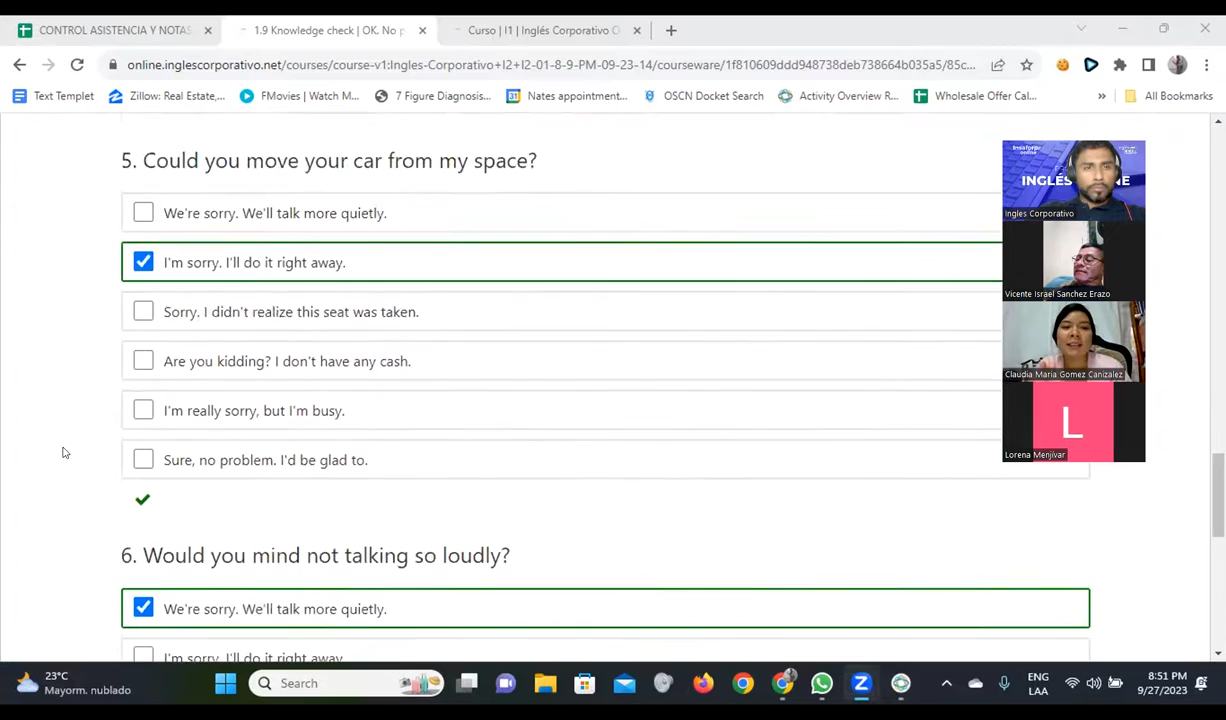 CONTROL ASISTENCIA Y NOTAS
1.9 Knowledge check | OK. No p
Curso | I1 | Inglés Corporativo O
online.inglescorporativo.net/courses/course-v1:Ingles-Corporativo+I2+I2-01-8-9-PM-09-23-14/courseware/1f810609ddd948738deb738664b035a5/85c...
Text Templet
Zillow: Real Estate,...
FMovies | Watch M...
7 Figure Diagnosis...
Nates appointment...
OSCN Docket Search
Activity Overview R...
Wholesale Offer Cal...
»
All Bookmarks
5. Could you move your car from my space?
We're sorry. We'll talk more quietly.
I'm sorry. I'll do it right away.
Sorry. I didn't realize this seat was taken.
Are you kidding? I don't have any cash.
I'm really sorry, but I'm busy.
Sure, no problem. I'd be glad to.
6. Would you mind not talking so loudly?
We're sorry. We'll talk more quietly.
I'm sorry. I'll do it right away.
INGLÉS
NE
Ingles Corporativo
Vicente Israel Sanchez Erazo
Claudia Maria Gomez Canizalez
L
Lorena Menjivar
23°C
Mayorm. nublado
Search
ENG
LAA
8:51 PM
9/27/2023